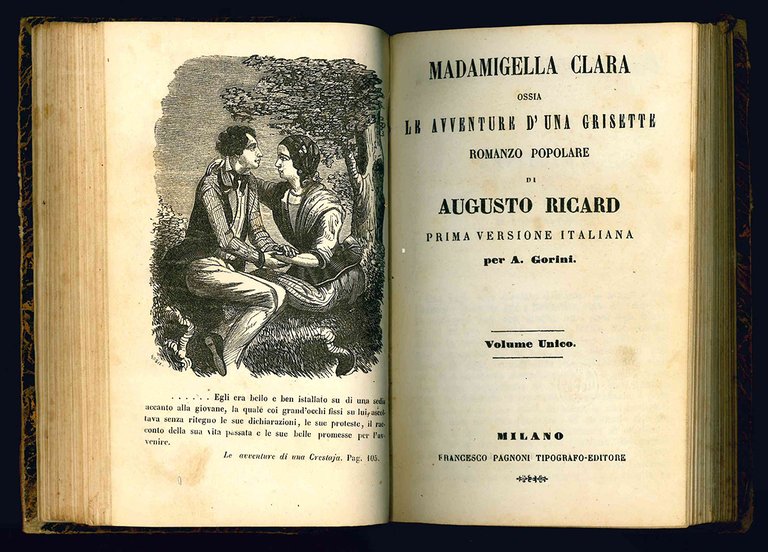 . . . . . . Egli era bello e ben istallato su di una sedia
accanto alla giovane, la quale coi grand'occhi fissi su lui, ascol-
tava senza ritegno le sue dichiarazioni, le sue proteste, il rac-
conto della sua vita passata e le sue belle promesse per l'av-
venire.
Le avventure di una Crestaja. Pag. 105.
MADAMIGELLA CLARA
OSSIA
LE AVVENTURE D'UNA GRISETTE
ROMANZO POPOLARE
DI
AUGUSTO RICARD
PRIMA VERSIONE ITALIANA
per A. Gorini.
Volume Unico.
MILANO
FRANCESCO PAGNONI TIPOGRAFO-EDITORE